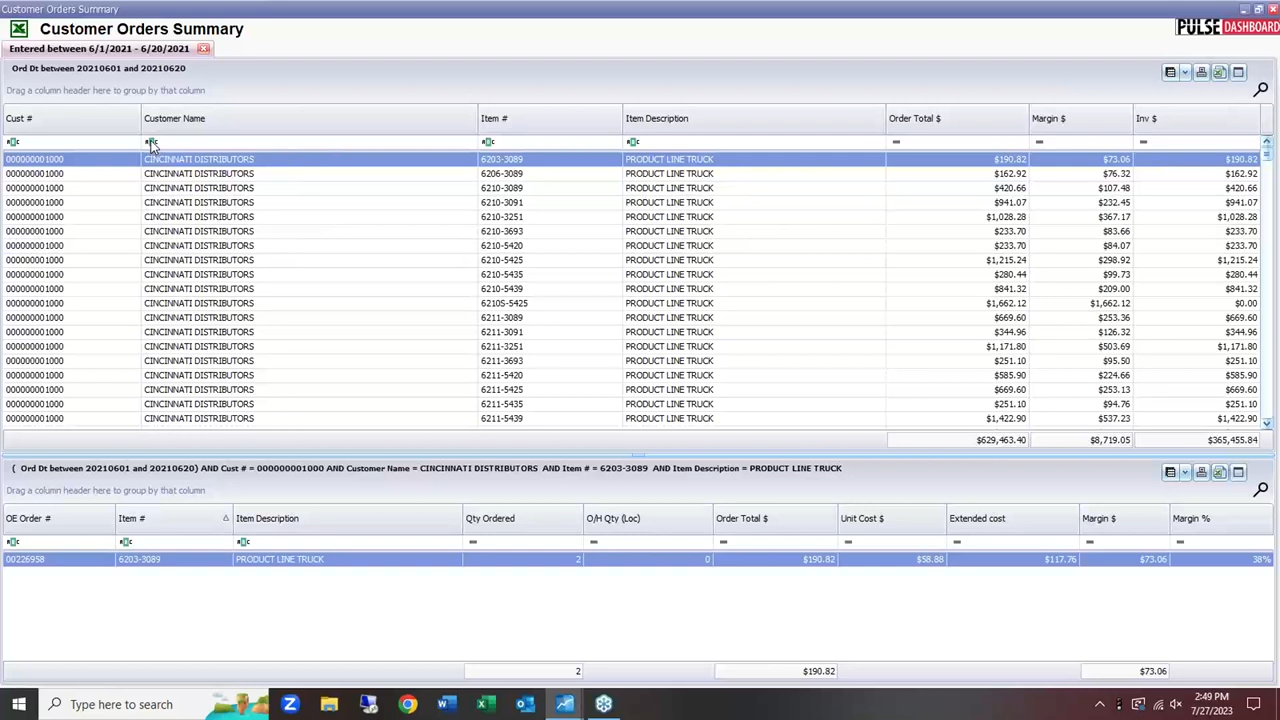 Customer Orders Summary
Customer Orders Summary
PULSE DASHBOARD
Entered between 6/1/2021 - 6/20/2021
Ord Dt between 20210601 and 20210620
Drag a column header here to group by that column
Cust # Customer Name Item # Item Description Order Total $ Margin $ Inv $
000000001000 CINCINNATI DISTRIBUTORS 6203-3089 PRODUCT LINE TRUCK $190.82 $73.06 $190.82
000000001000 CINCINNATI DISTRIBUTORS 6206-3089 PRODUCT LINE TRUCK $162.92 $76.32 $162.92
000000001000 CINCINNATI DISTRIBUTORS 6210-3089 PRODUCT LINE TRUCK $420.66 $107.48 $420.66
000000001000 CINCINNATI DISTRIBUTORS 6210-3091 PRODUCT LINE TRUCK $941.07 $232.45 $941.07
000000001000 CINCINNATI DISTRIBUTORS 6210-3251 PRODUCT LINE TRUCK $1,028.28 $367.17 $1,028.28
000000001000 CINCINNATI DISTRIBUTORS 6210-3693 PRODUCT LINE TRUCK $233.70 $83.66 $233.70
000000001000 CINCINNATI DISTRIBUTORS 6210-5420 PRODUCT LINE TRUCK $233.70 $84.07 $233.70
000000001000 CINCINNATI DISTRIBUTORS 6210-5425 PRODUCT LINE TRUCK $1,215.24 $298.92 $1,215.24
000000001000 CINCINNATI DISTRIBUTORS 6210-5435 PRODUCT LINE TRUCK $280.44 $99.73 $280.44
000000001000 CINCINNATI DISTRIBUTORS 6210-5439 PRODUCT LINE TRUCK $841.32 $209.00 $841.32
000000001000 CINCINNATI DISTRIBUTORS 6210S-5425 PRODUCT LINE TRUCK $1,662.12 $1,662.12 $0.00
000000001000 CINCINNATI DISTRIBUTORS 6211-3089 PRODUCT LINE TRUCK $669.60 $253.36 $669.60
000000001000 CINCINNATI DISTRIBUTORS 6211-3091 PRODUCT LINE TRUCK $344.96 $126.32 $344.96
000000001000 CINCINNATI DISTRIBUTORS 6211-3251 PRODUCT LINE TRUCK $1,171.80 $503.69 $1,171.80
000000001000 CINCINNATI DISTRIBUTORS 6211-3693 PRODUCT LINE TRUCK $251.10 $95.50 $251.10
000000001000 CINCINNATI DISTRIBUTORS 6211-5420 PRODUCT LINE TRUCK $585.90 $224.66 $585.90
000000001000 CINCINNATI DISTRIBUTORS 6211-5425 PRODUCT LINE TRUCK $669.60 $253.13 $669.60
000000001000 CINCINNATI DISTRIBUTORS 6211-5435 PRODUCT LINE TRUCK $251.10 $94.76 $251.10
000000001000 CINCINNATI DISTRIBUTORS 6211-5439 PRODUCT LINE TRUCK $1,422.90 $537.23 $1,422.90
$629,463.40 $8,719.05 $365,455.84
( Ord Dt between 20210601 and 20210620) AND Cust # = 000000001000 AND Customer Name = CINCINNATI DISTRIBUTORS AND Item # = 6203-3089 AND Item Description = PRODUCT LINE TRUCK
Drag a column header here to group by that column
OE Order # Item # Item Description Qty Ordered O/H Qty (Loc) Order Total $ Unit Cost $ Extended cost Margin $ Margin %
00226958 6203-3089 PRODUCT LINE TRUCK 2 0 $190.82 $58.88 $117.76 $73.06 38%
2 $190.82 $73.06
Type here to search
2:49 PM
7/27/2023